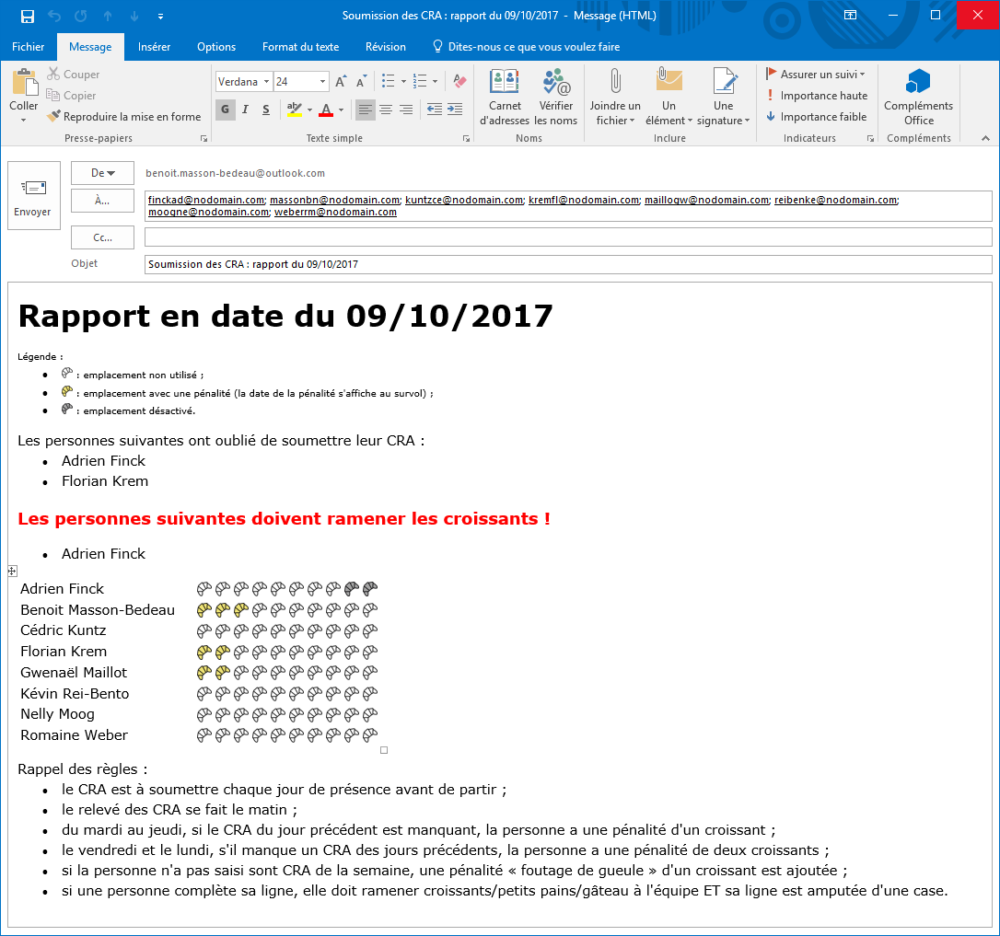 Soumission des CRA : rapport du 09/10/2017 - Message (HTML)
Fichier Message Insérer Options Format du texte Révision Dites-nous ce que vous voulez faire
Coller
Couper
Copier
Reproduire la mise en forme
Presse-papiers
Verdana 24
G I S
Texte simple
Carnet d'adresses
Vérifier les noms
Noms
Joindre un fichier
Un élément
Une signature
Inclure
Assurer un suivi
Importance haute
Importance faible
Indicateurs
Compléments Office
Compléments
Envoyer
De benoit.masson-bedeau@outlook.com
À... finckad@nodomain.com; massonbn@nodomain.com; kuntzce@nodomain.com; kremfl@nodomain.com; maillogw@nodomain.com; reibenke@nodomain.com;
moogne@nodomain.com; weberrm@nodomain.com
Cc...
Objet Soumission des CRA : rapport du 09/10/2017
Rapport en date du 09/10/2017
Légende :
• : emplacement non utilisé ;
• : emplacement avec une pénalité (la date de la pénalité s'affiche au survol) ;
• : emplacement désactivé.
Les personnes suivantes ont oublié de soumettre leur CRA :
• Adrien Finck
• Florian Krem
Les personnes suivantes doivent ramener les croissants !
• Adrien Finck
Adrien Finck
Benoit Masson-Bedeau
Cédric Kuntz
Florian Krem
Gwenaël Maillot
Kévin Rei-Bento
Nelly Moog
Romaine Weber
Rappel des règles :
• le CRA est à soumettre chaque jour de présence avant de partir ;
• le relevé des CRA se fait le matin ;
• du mardi au jeudi, si le CRA du jour précédent est manquant, la personne a une pénalité d'un croissant ;
• le vendredi et le lundi, s'il manque un CRA des jours précédents, la personne a une pénalité de deux croissants ;
• si la personne n'a pas saisi sont CRA de la semaine, une pénalité « foutage de gueule » d'un croissant est ajoutée ;
• si une personne complète sa ligne, elle doit ramener croissants/petits pains/gâteau à l'équipe ET sa ligne est amputée d'une case.